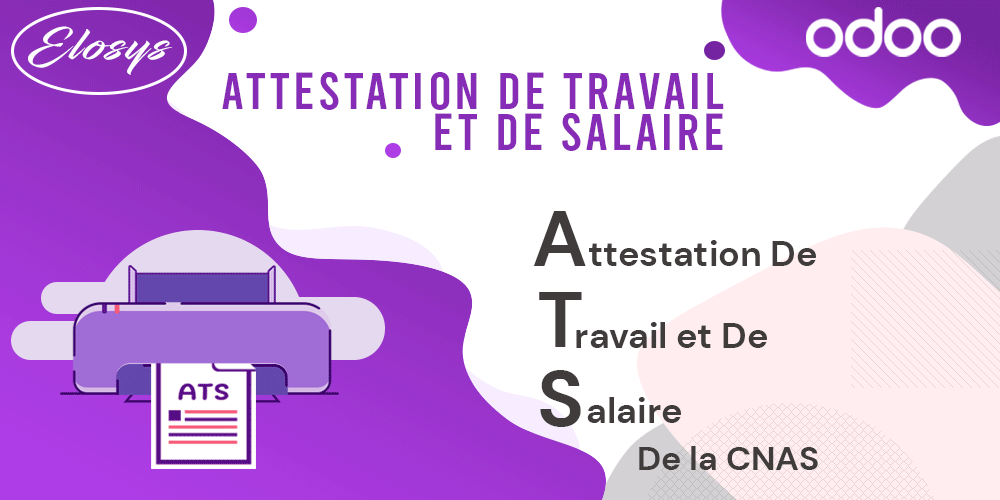 Elosys
odoo
ATTESTATION DE TRAVAIL
ET DE SALAIRE
Attestation De
Travail et De
Salaire
De la CNAS
ATS